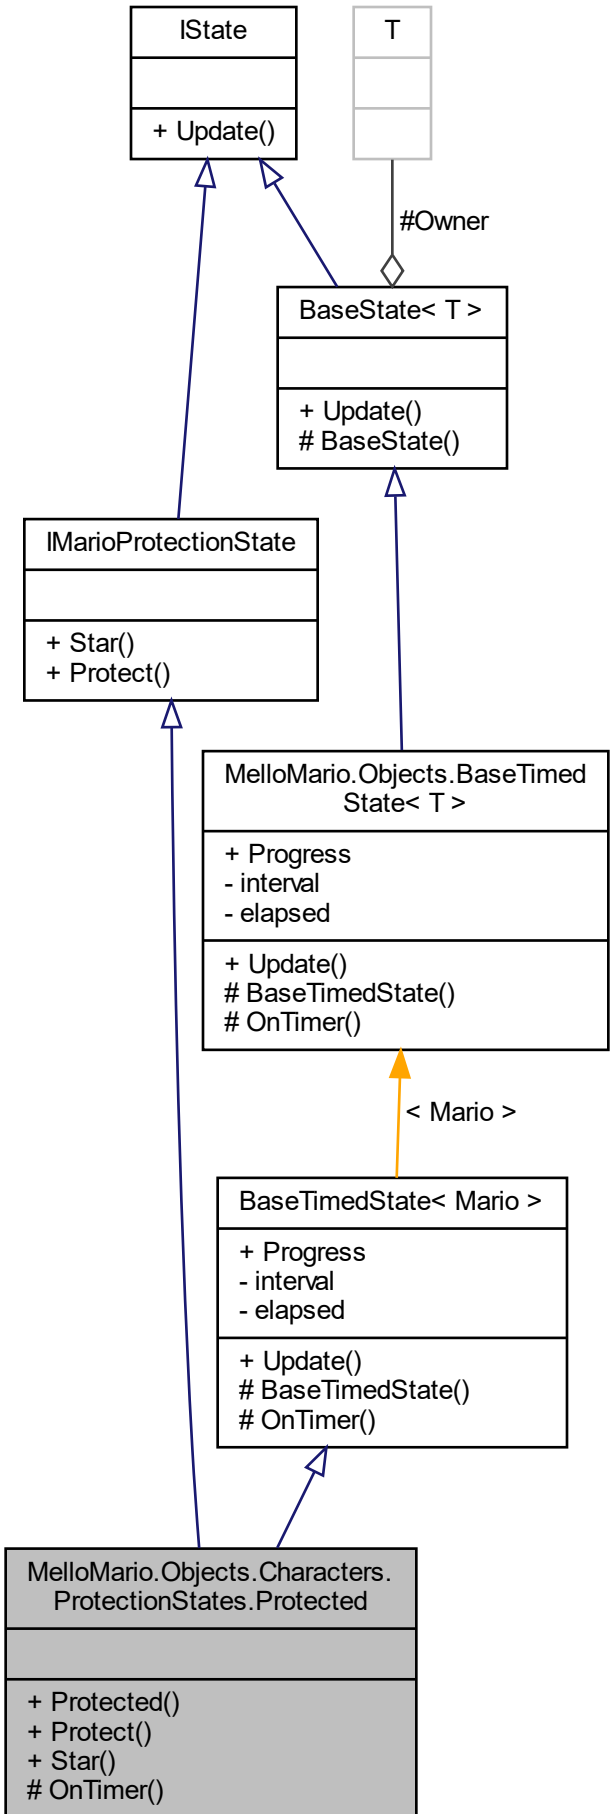 IState
+ Update()
T
#Owner
BaseState< T >
+ Update()
# BaseState()
IMarioProtectionState
+ Star()
+ Protect()
MelloMario.Objects.BaseTimed
State< T >
+ Progress
- interval
- elapsed
+ Update()
# BaseTimedState()
# OnTimer()
< Mario >
BaseTimedState< Mario >
+ Progress
- interval
- elapsed
+ Update()
# BaseTimedState()
# OnTimer()
MelloMario.Objects.Characters.
ProtectionStates.Protected
+ Protected()
+ Protect()
+ Star()
# OnTimer()